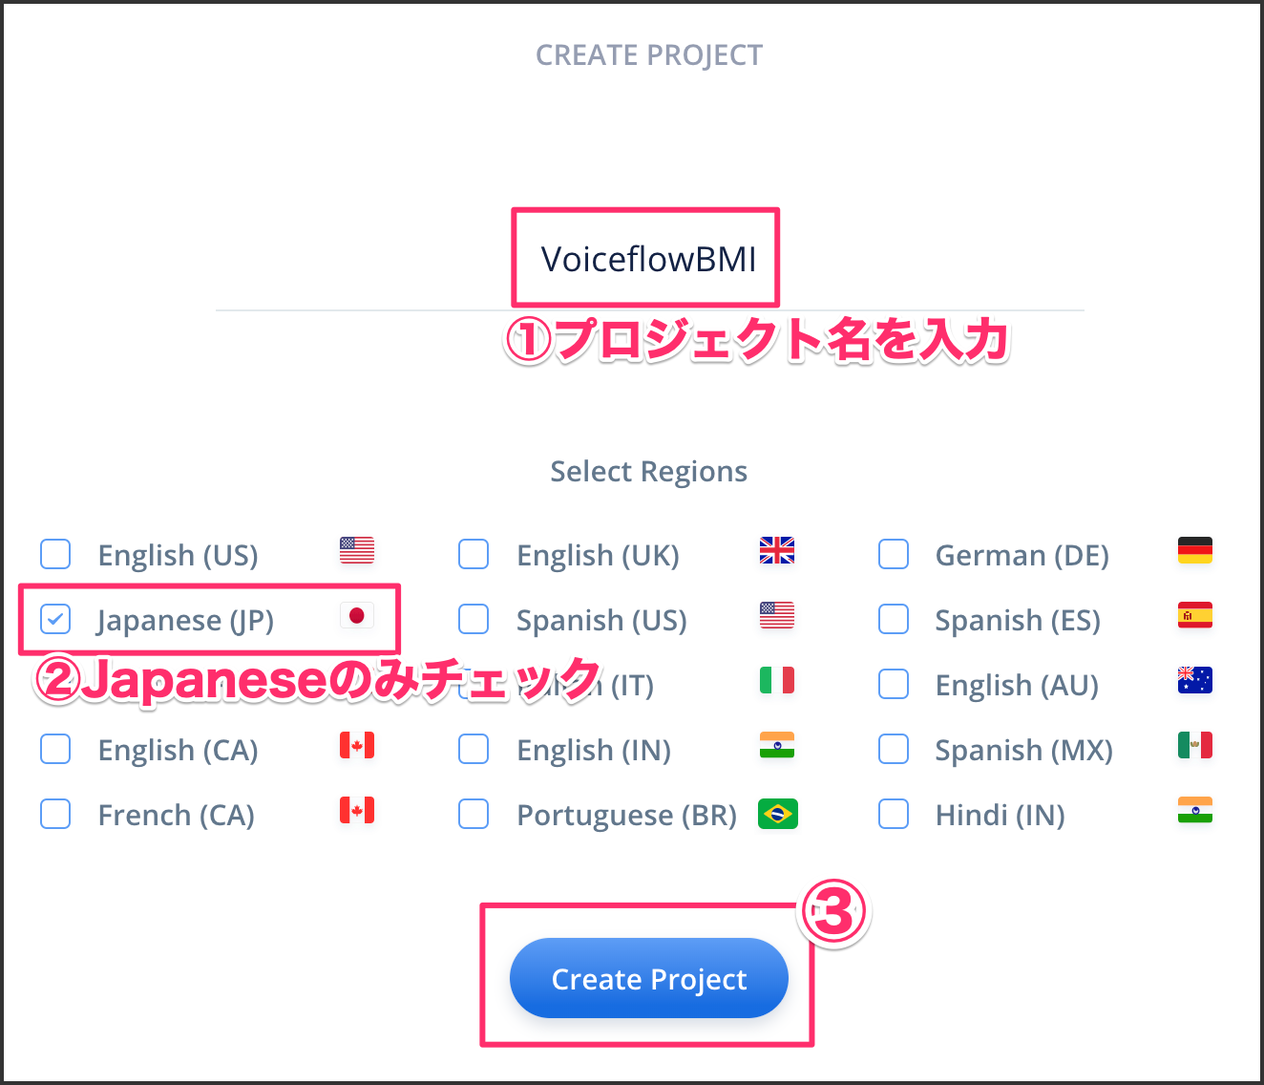 CREATE PROJECT
VoiceflowBMI
①プロジェクト名を入力
Select Regions
English (US)
English (UK)
German (DE)
Japanese (JP)
Spanish (US)
Spanish (ES)
②Japaneseのみチェック
(IT)
English (AU)
English (CA)
English (IN)
Spanish (MX)
French (CA)
Portuguese (BR)
Hindi (IN)
③
Create Project